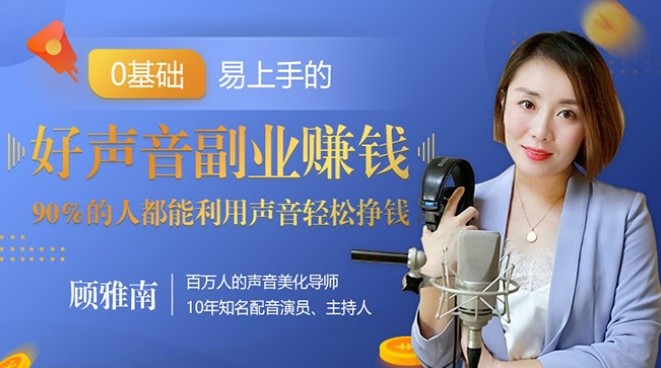 0基础 易上手的
好声音副业赚钱
90%的人都能利用声音轻松挣钱
顾雅南
百万人的声音美化导师
10年知名配音演员、主持人